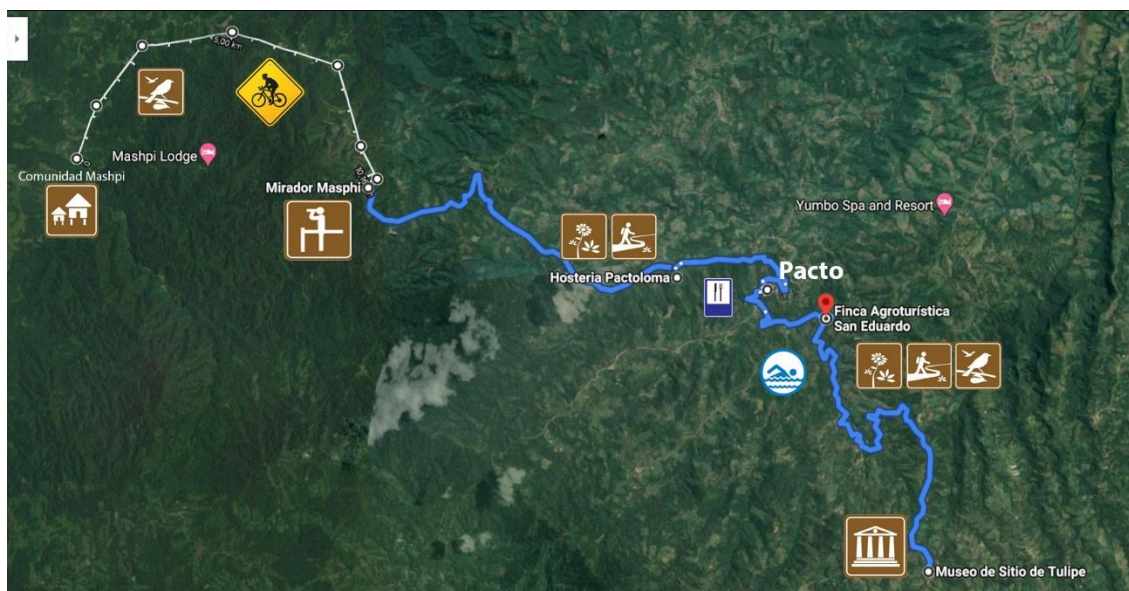 5,00 km
Mashpi Lodge
Comunidad Mashpi
Mirador Masphi
Yumbo Spa and Resort
Pacto
Hosteria Pactoloma
Finca Agroturística
San Eduardo
Museo de Sitio de Tulipe